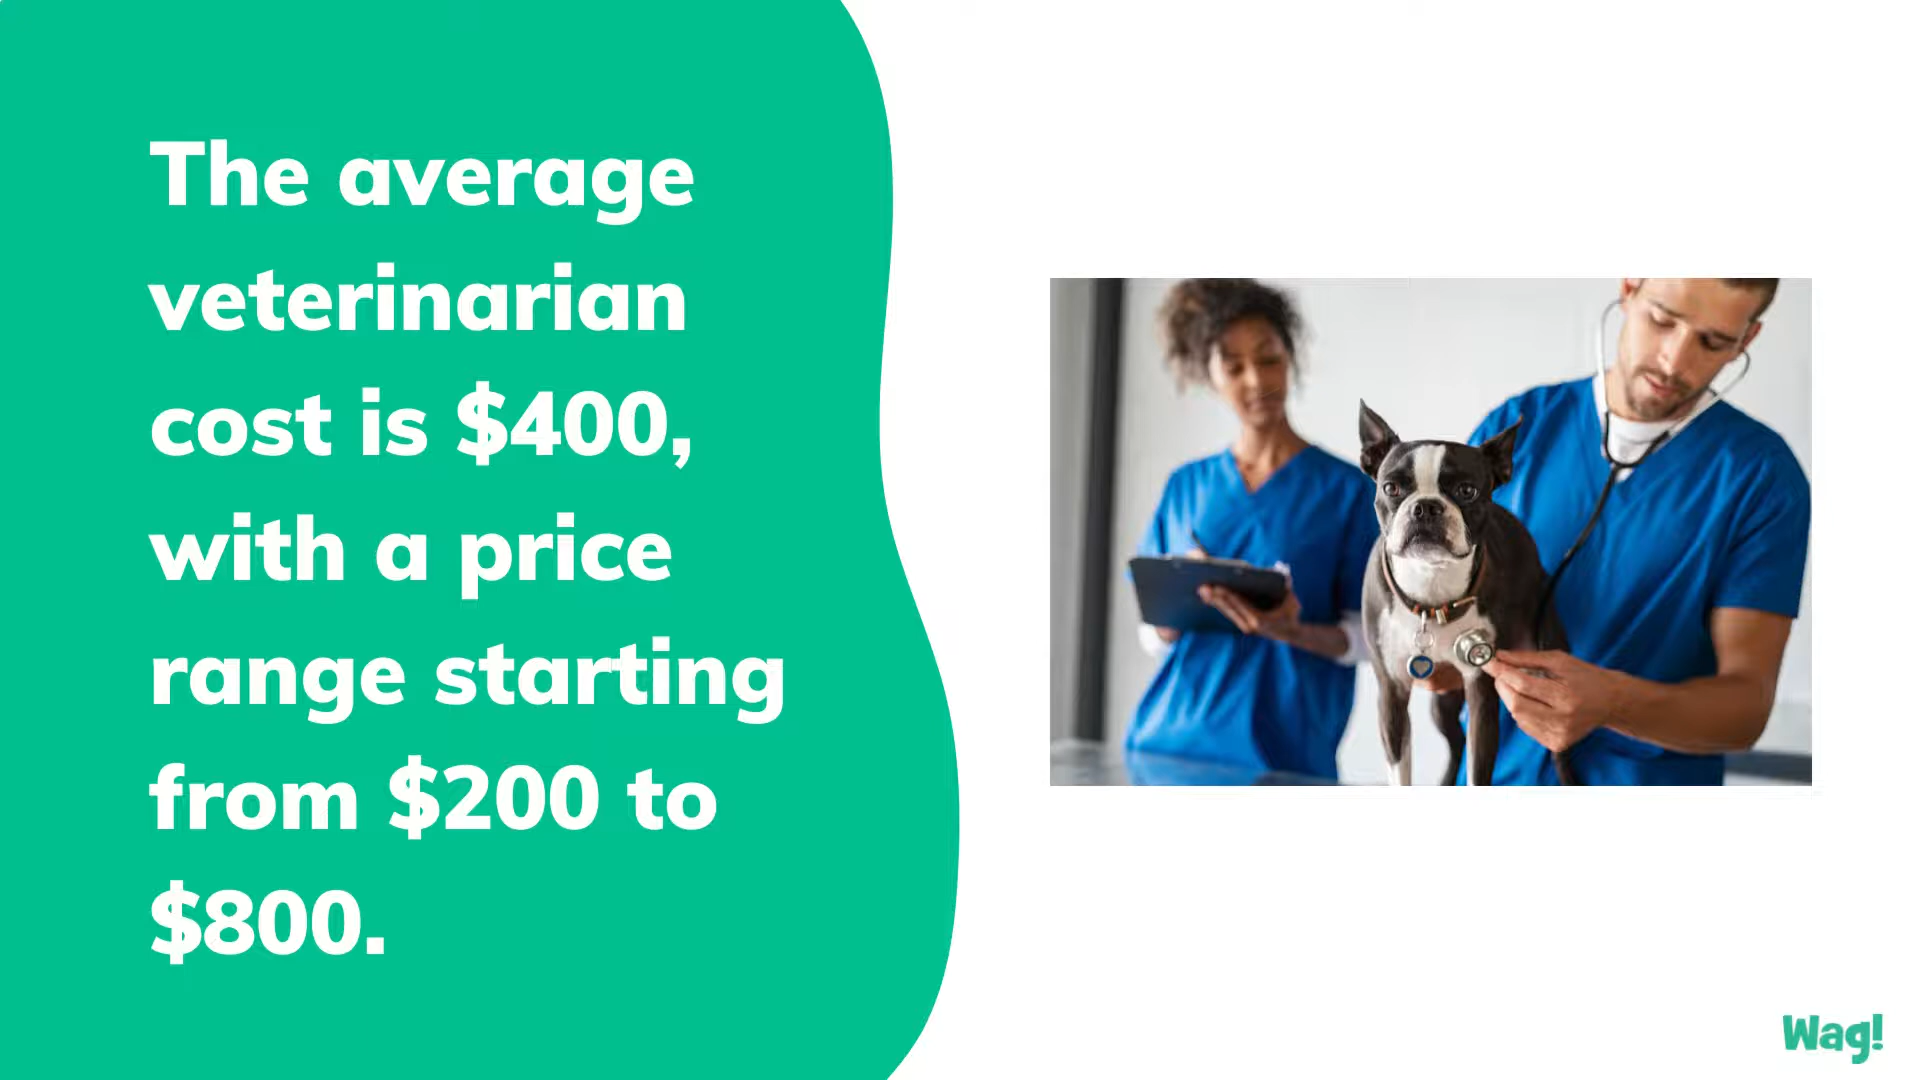 The average
veterinarian
cost is $400,
with a price
range starting
from $200 to
$800.
Wag!